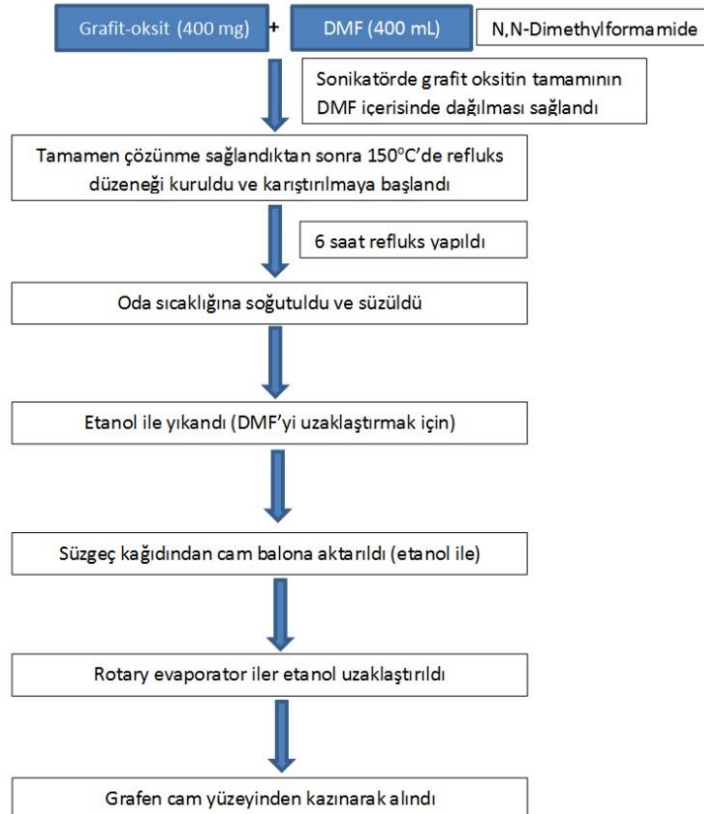 Grafit-oksit (400 mg) + DMF (400 mL) N,N-Dimethylformamide
Sonikatörde grafit oksitin tamamının
DMF içerisinde dağılması sağlandı
Tamamen çözünme sağlandıktan sonra 150°C’de refluks
düzeneği kuruldu ve karıştırılmaya başlandı
6 saat refluks yapıldı
Oda sıcaklığına soğutuldu ve süzüldü
Etanol ile yıkandı (DMF’yi uzaklaştırmak için)
Süzgeç kağıdından cam balona aktarıldı (etanol ile)
Rotary evaporator iler etanol uzaklaştırıldı
Grafen cam yüzeyinden kazınarak alındı